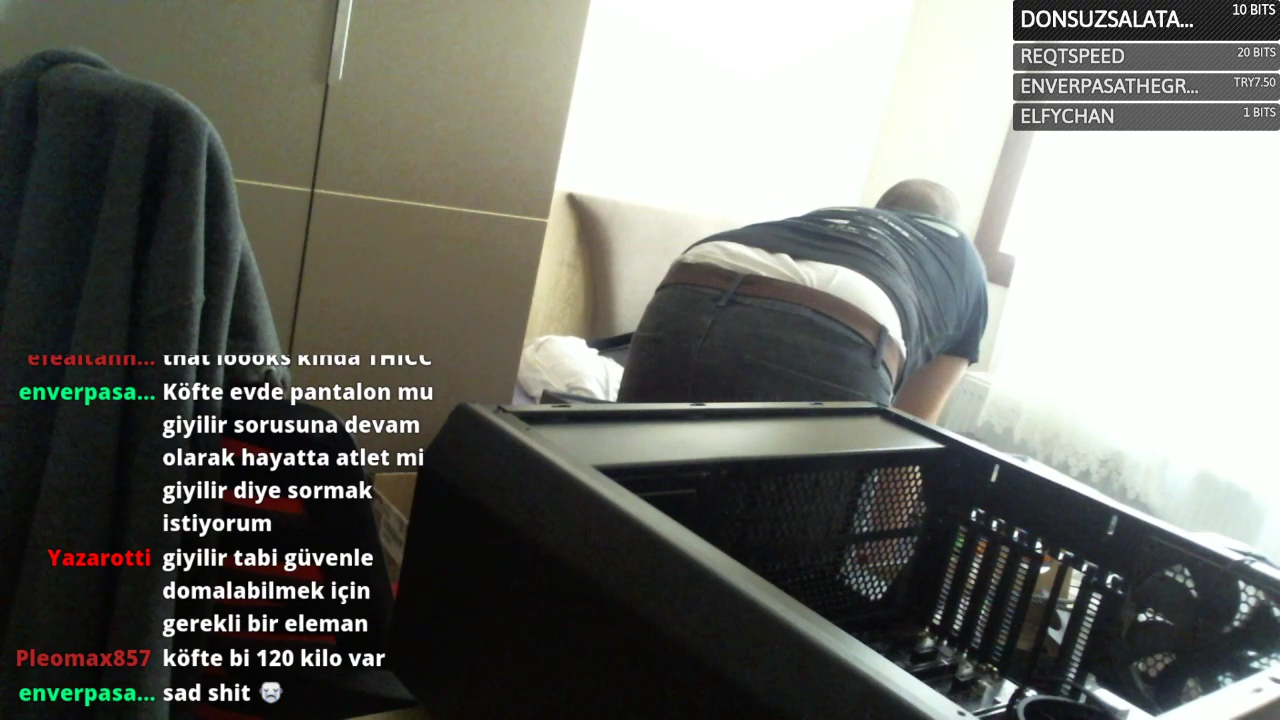 DONSUZSALATA... 10 BITS
REQTSPEED 20 BITS
ENVERPASATHEGR... TRY7.50
ELFYCHAN 1 BITS
efealtann... that loooks kinda THICC
enverpasa... Köfte evde pantalon mu
giyilir sorusuna devam
olarak hayatta atlet mi
giyilir diye sormak
istiyorum
Yazarotti giyilir tabi güvenle
domalabilmek için
gerekli bir eleman
Pleomax857 köfte bi 120 kilo var
enverpasa... sad shit